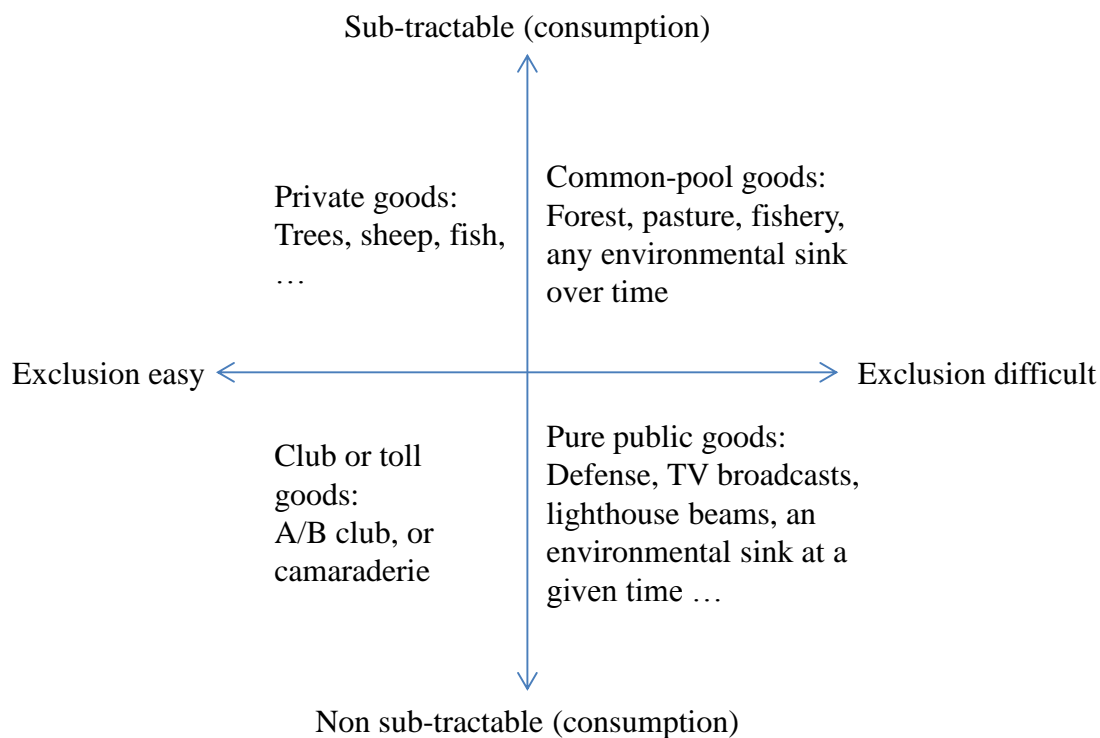 Sub-tractable (consumption)
Private goods:
Trees, sheep, fish,
…
Common-pool goods:
Forest, pasture, fishery,
any environmental sink
over time
Exclusion easy
Exclusion difficult
Club or toll
goods:
A/B club, or
camaraderie
Pure public goods:
Defense, TV broadcasts,
lighthouse beams, an
environmental sink at a
given time …
Non sub-tractable (consumption)